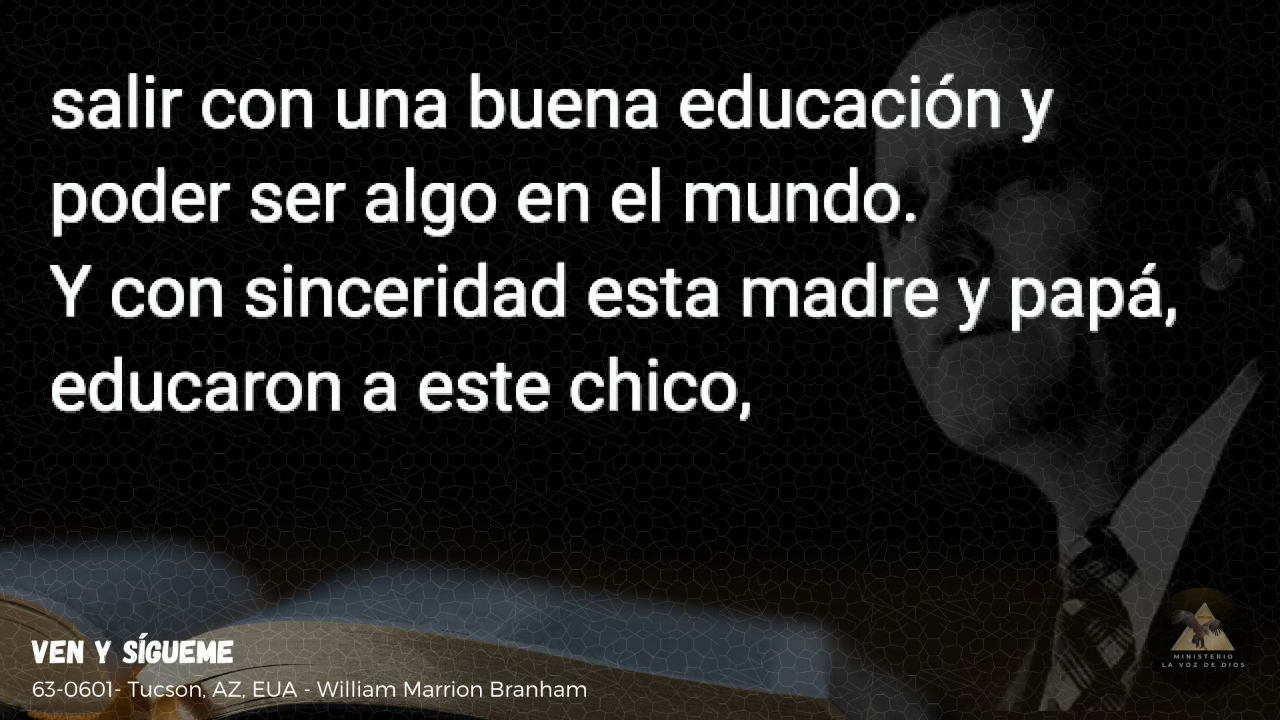 salir con una buena educación y
poder ser algo en el mundo.
Y con sinceridad esta madre y papá,
educaron a este chico,
VEN Y SÍGUEME
63-0601- Tucson, AZ, EUA - William Marrion Branham
MINISTERIO
LA VOZ DE DIOS